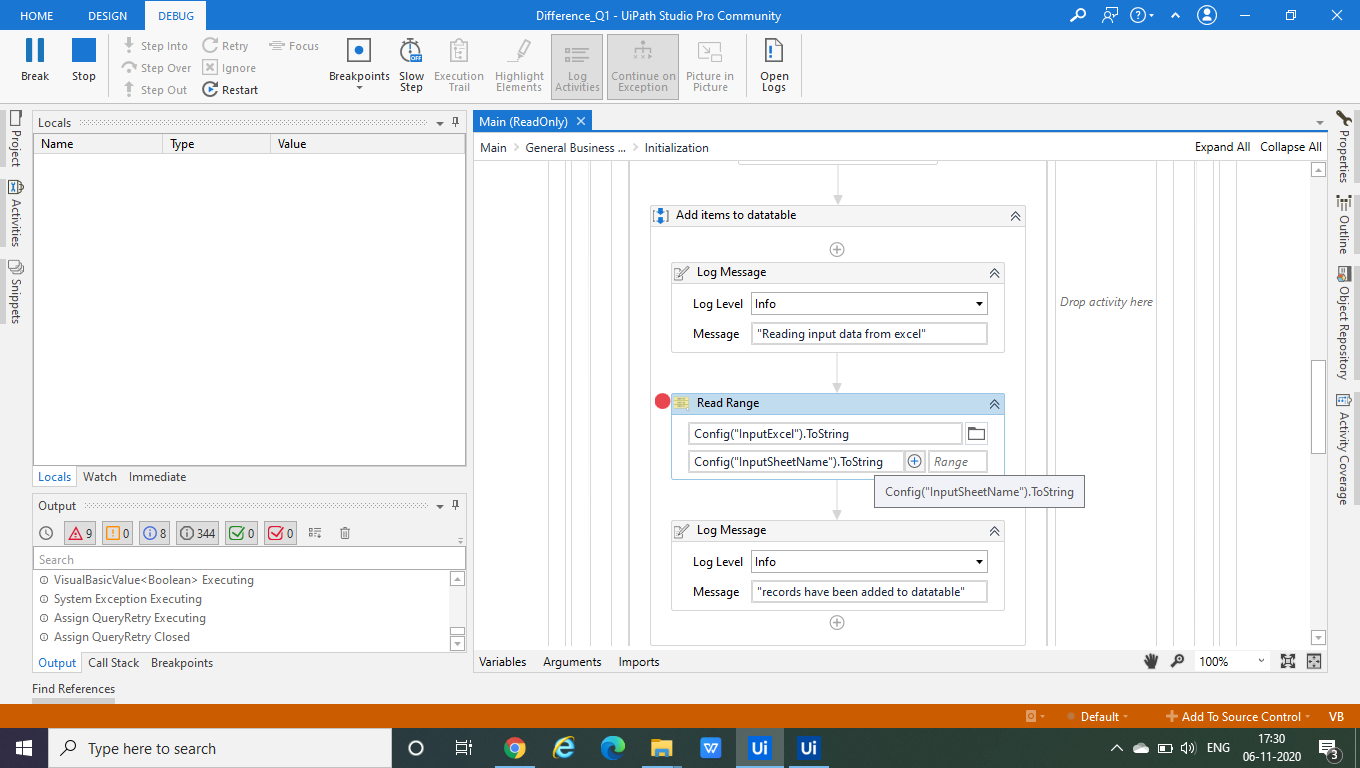 HOME DESIGN DEBUG Difference_Q1 - UiPath Studio Pro Community
Break
Stop
Step Into
Step Over
Step Out
Retry
Ignore
Restart
Focus
Breakpoints
Slow
Step
OFF
Execution
Trail
Highlight
Elements
Log
Activities
Continue on
Exception
Picture in
Picture
Open
Logs
Project
Activities
Snippets
Locals
Name Type Value
Locals Watch Immediate
Output
9 0 8 344 0 0
Search
VisualBasicValue<Boolean> Executing
System Exception Executing
Assign QueryRetry Executing
Assign QueryRetry Closed
Output Call Stack Breakpoints
Find References
Main (ReadOnly)
Main > General Business ... > Initialization
Expand All Collapse All
Add items to datatable
Log Message
Log Level Info
Message "Reading input data from excel"
Drop activity here
Read Range
Config("InputExcel").ToString
Config("InputSheetName").ToString Range
Config("InputSheetName").ToString
Log Message
Log Level Info
Message "records have been added to datatable"
Variables Arguments Imports
100%
Properties
Outline
Object Repository
Activity Coverage
Default Add To Source Control VB
Type here to search
Ui Ui
ENG
17:30
06-11-2020
3